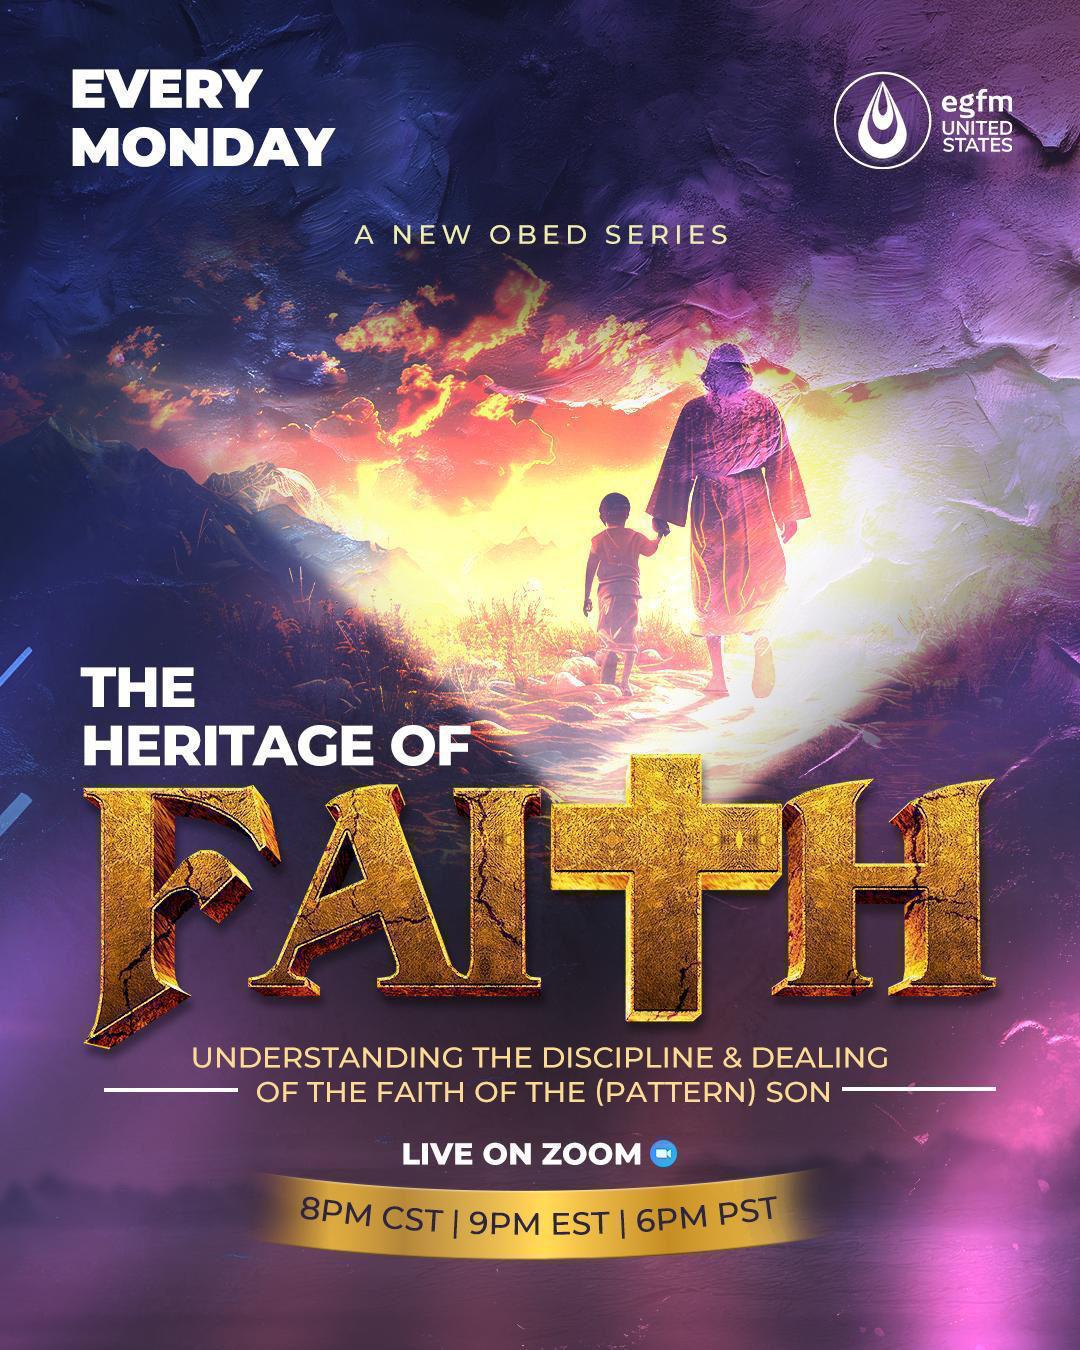 EVERY
MONDAY
egfm
UNITED
STATES
A NEW OBED SERIES
THE
HERITAGE OF
FAITH
UNDERSTANDING THE DISCIPLINE & DEALING
OF THE FAITH OF THE (PATTERN) SON
LIVE ON ZOOM
8PM CST | 9PM EST | 6PM PST